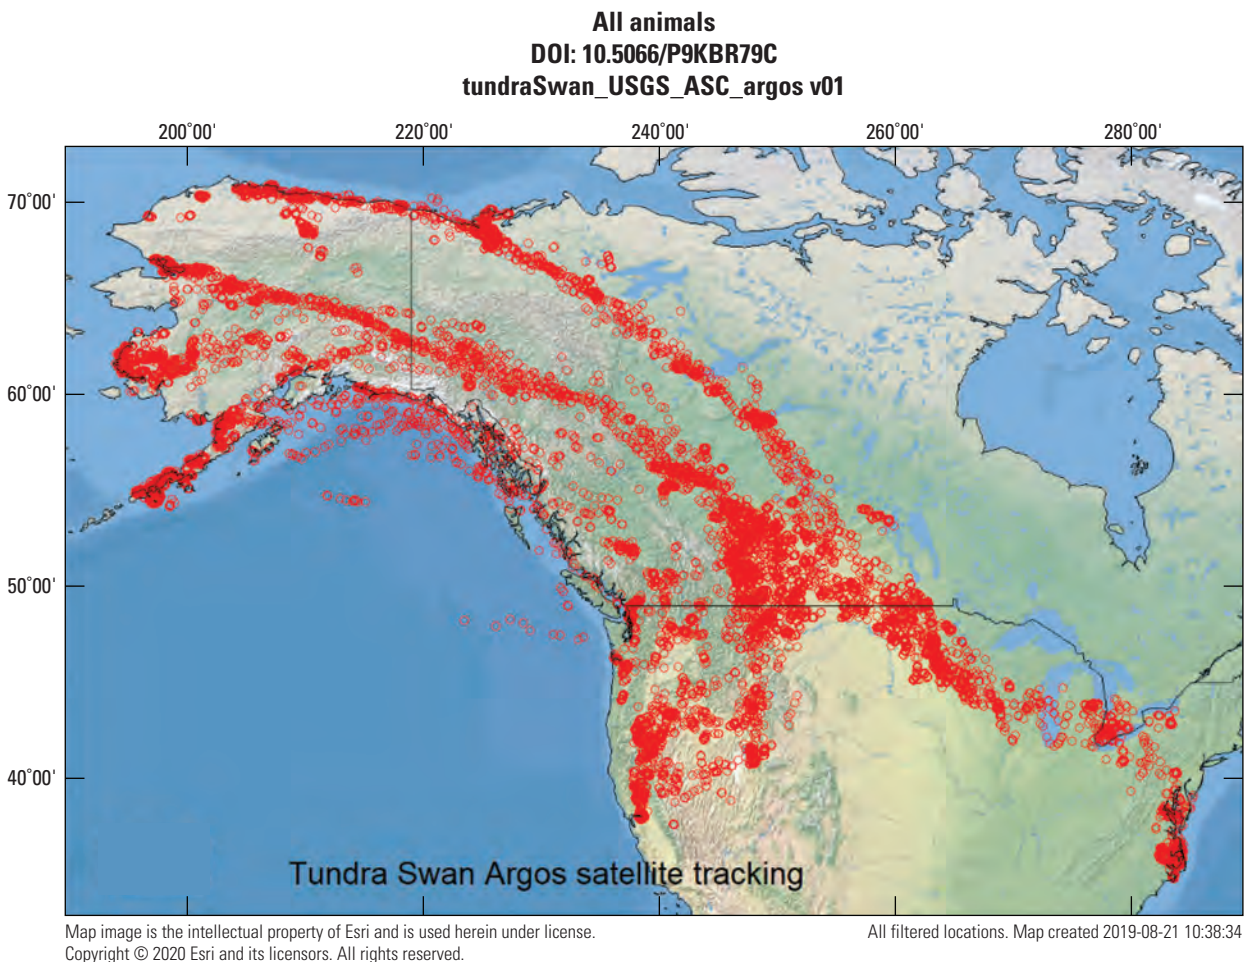 All animals
DOI: 10.5066/P9KBR79C
tundraSwan_USGS_ASC_argos v01
200°00' 220°00' 240°00' 260°00' 280°00'
70°00'
60°00'
50°00'
40°00'
Tundra Swan Argos satellite tracking
Map image is the intellectual property of Esri and is used herein under license. All filtered locations. Map created 2019-08-21 10:38:34
Copyright © 2020 Esri and its licensors. All rights reserved.